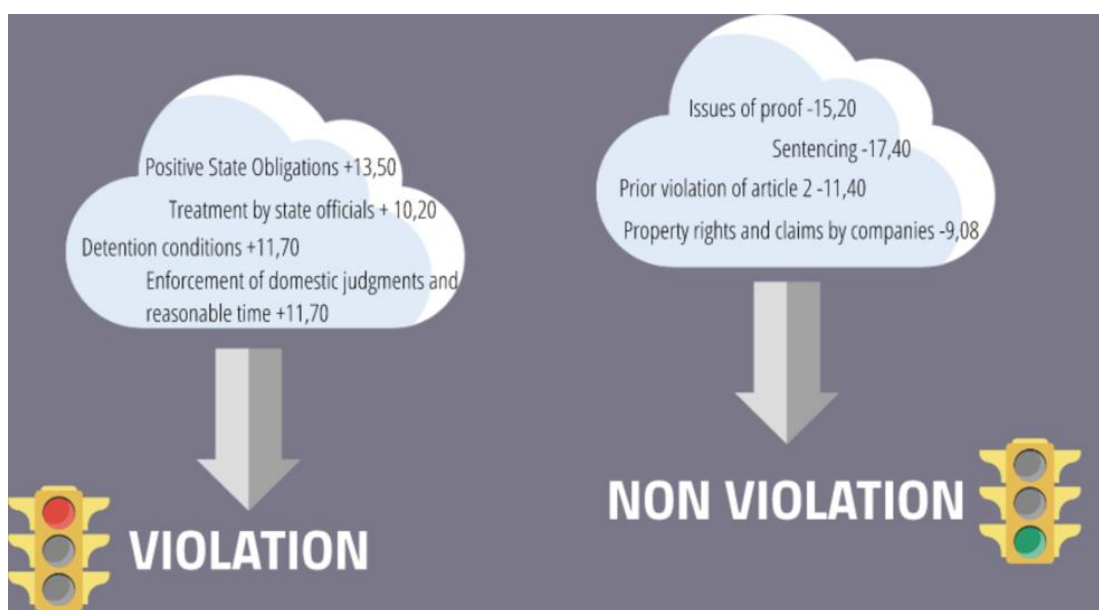 Positive State Obligations +13,50
Treatment by state officials + 10,20
Detention conditions +11,70
Enforcement of domestic judgments and
reasonable time +11,70
VIOLATION
Issues of proof -15,20
Sentencing -17,40
Prior violation of article 2 -11,40
Property rights and claims by companies -9,08
NON VIOLATION